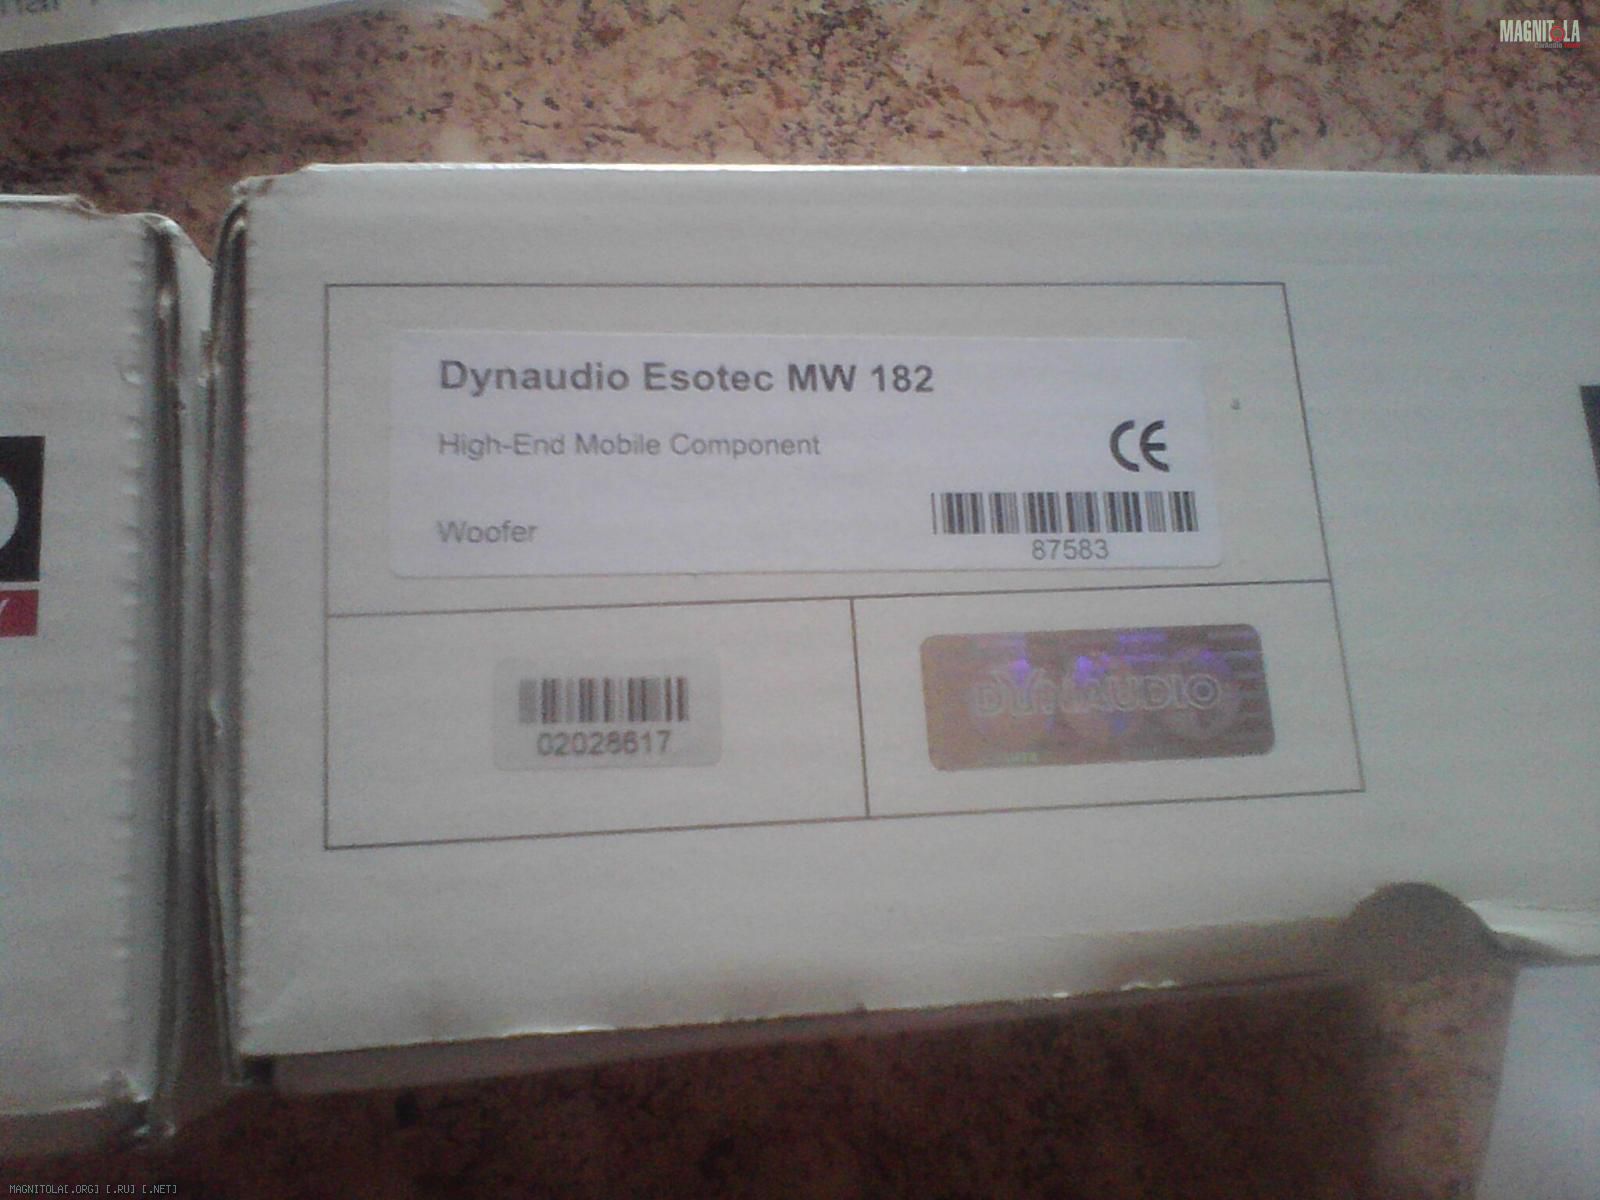 MAGNITOLA
Dynaudio Esotec MW 182
High-End Mobile Component
CE
Woofer
87583
02028617
DYNAUDIO
MAGNITOLA[.ORG] [.RU] [.NET]